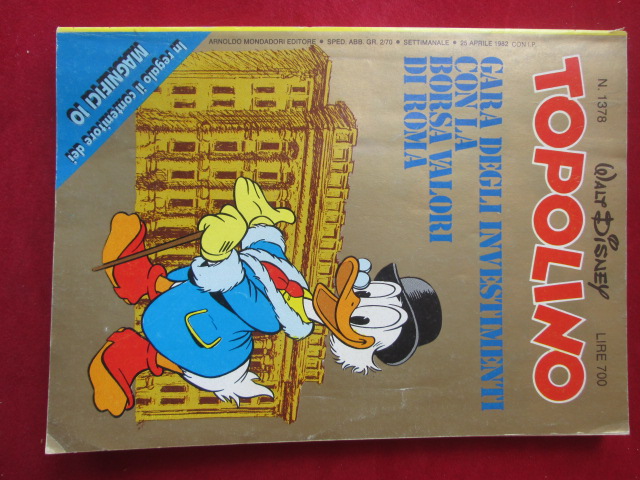 ARNOLDO MONDADORI EDITORE • SPED. ABB. GR. 2/70 • SETTIMANALE • 25 APRILE 1982 CON I.P.
N. 1378
WALT DISNEY
LIRE 700
TOPOLINO
GARA DEGLI INVESTIMENTI
CON LA
BORSA VALORI
DI ROMA
In regalo il contenitore dei
MAGNIFICI 10